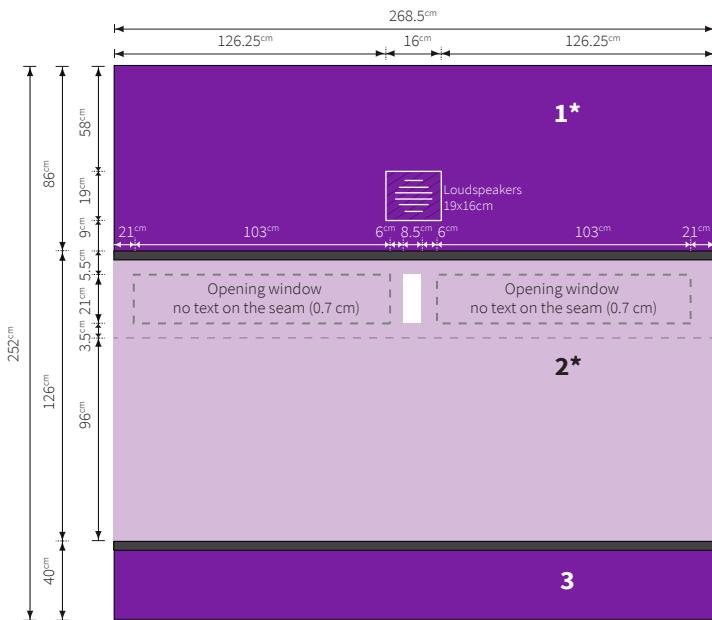 268.5cm
126.25cm 16cm 126.25cm
1*
58cm
86cm
19cm
Loudspeakers
19x16cm
9cm
21cm 103cm 6cm 8.5cm 6cm 103cm 21cm
5.5cm
Opening window
no text on the seam (0.7 cm)
Opening window
no text on the seam (0.7 cm)
21cm
3.5cm
252cm
2*
126cm
96cm
40cm
3